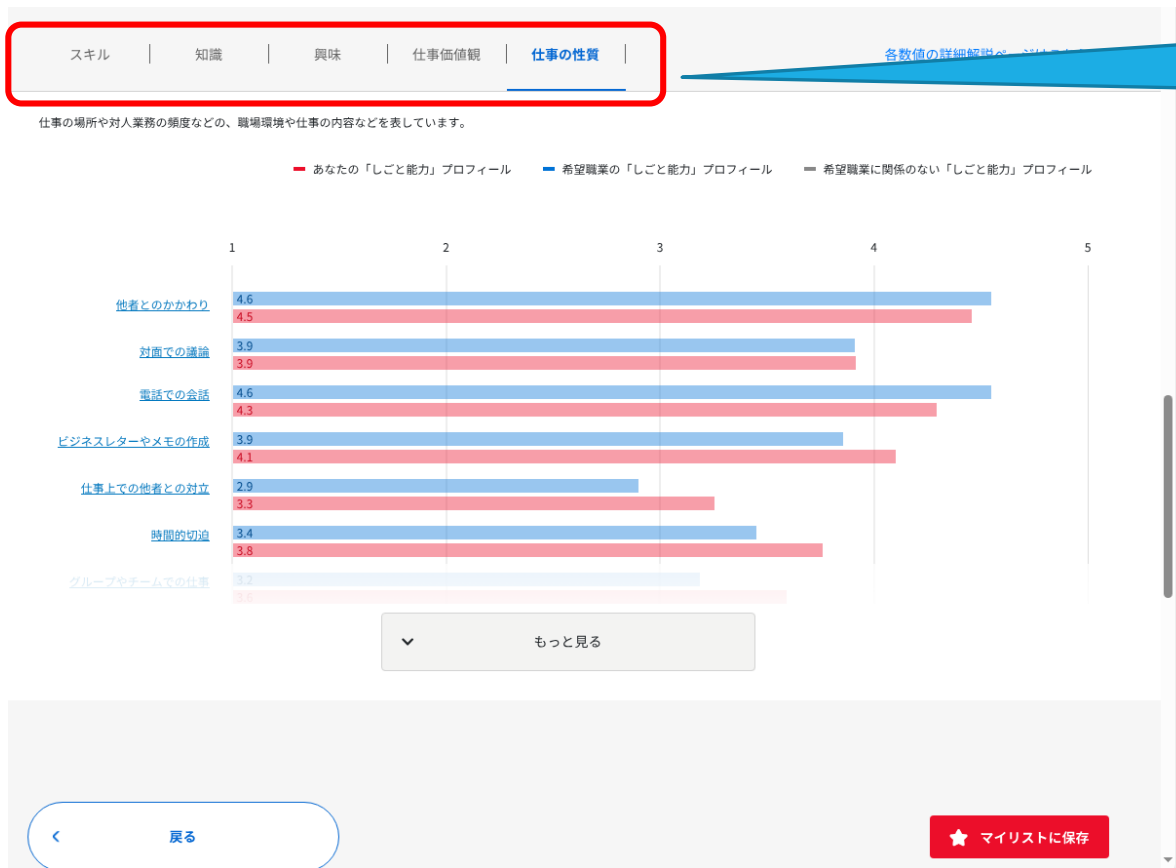 スキル
知識
興味
仕事価値観
仕事の性質
各数値の詳細解説ページは
仕事の場所や対人業務の頻度などの、職場環境や仕事の内容などを表しています。
あなたの「しごと能力」プロフィール
希望職業の「しごと能力」プロフィール
希望職業に関係のない「しごと能力」プロフィール
1 2 3 4 5
他者とのかかわり
4.6
4.5
対面での議論
3.9
3.9
電話での会話
4.6
4.3
ビジネスレターやメモの作成
3.9
4.1
仕事上での他者との対立
2.9
3.3
時間的切迫
3.4
3.8
グループやチームでの仕事
3.2
3.6
もっと見る
戻る
マイリストに保存